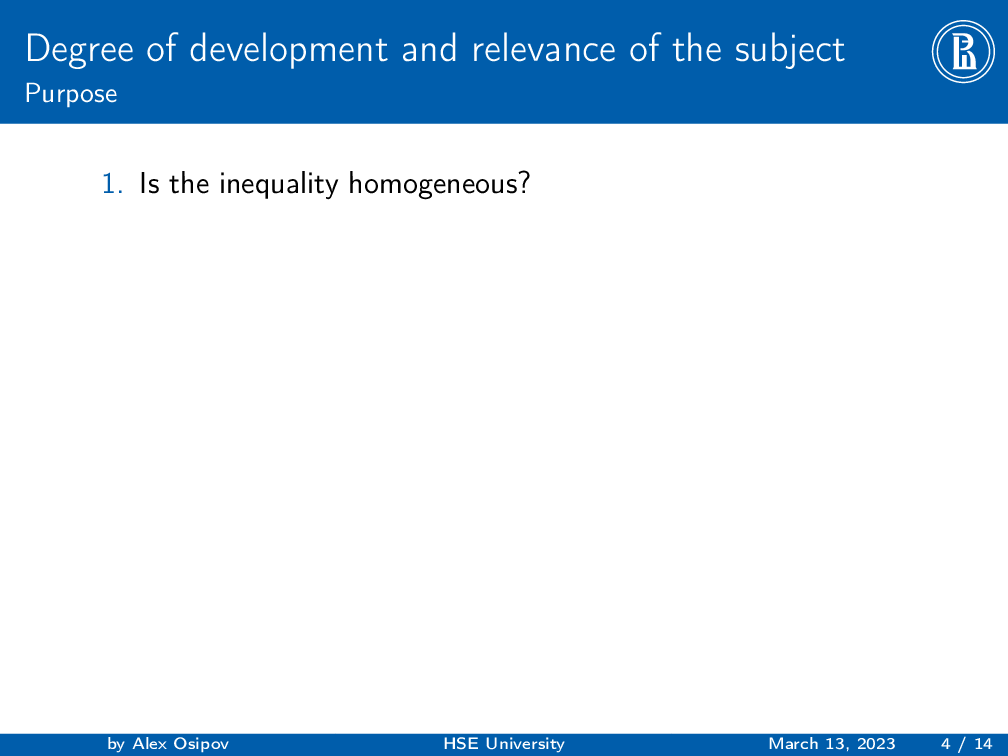 Degree of development and relevance of the subject
Purpose
1. Is the inequality homogeneous?
by Alex Osipov HSE University March 13, 2023 4 / 14